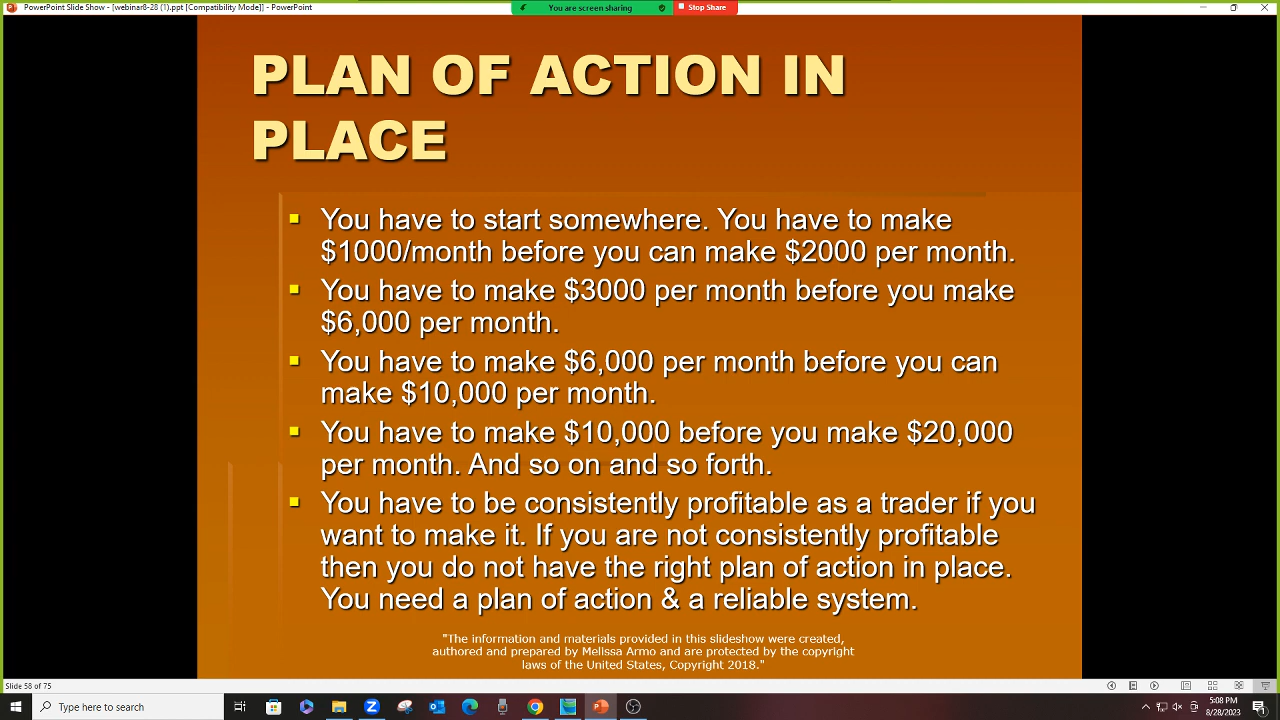 PowerPoint Slide Show - [webinar8-28 (1).ppt [Compatibility Mode]] - PowerPoint
You are screen sharing
Stop Share
PLAN OF ACTION IN
PLACE
You have to start somewhere. You have to make
$1000/month before you can make $2000 per month.
You have to make $3000 per month before you make
$6,000 per month.
You have to make $6,000 per month before you can
make $10,000 per month.
You have to make $10,000 before you make $20,000
per month. And so on and so forth.
You have to be consistently profitable as a trader if you
want to make it. If you are not consistently profitable
then you do not have the right plan of action in place.
You need a plan of action & a reliable system.
"The information and materials provided in this slideshow were created,
authored and prepared by Melissa Armo and are protected by the copyright
laws of the United States, Copyright 2018."
Slide 58 of 75
Type here to search
5:08 PM
8/28/2023